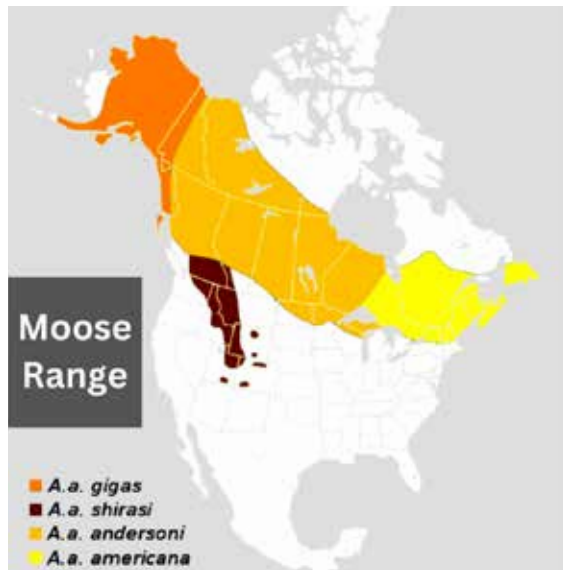 Moose
Range
A.a. gigas
A.a. shirasi
A.a. andersoni
A.a. americana